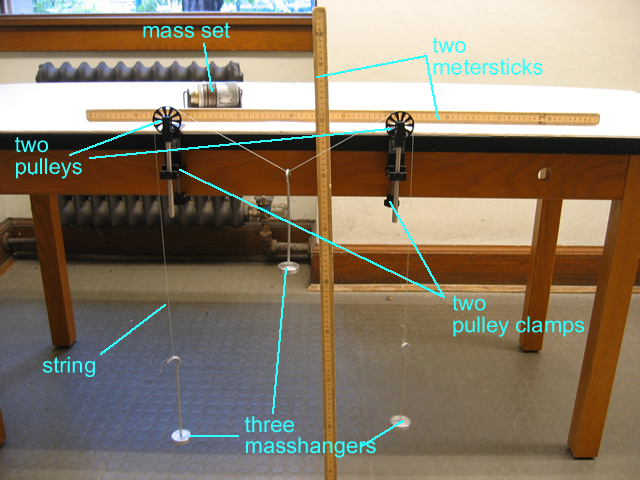 mass set
two
metersticks
two
pulleys
two
pulley clamps
string
three
masshangers